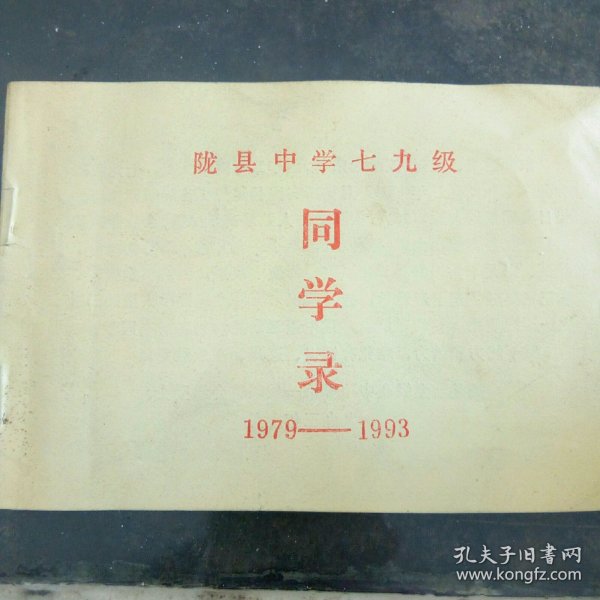 陇县中学七九级
同
学
录
1979——1993
孔夫子旧書网
www.kongfz.com